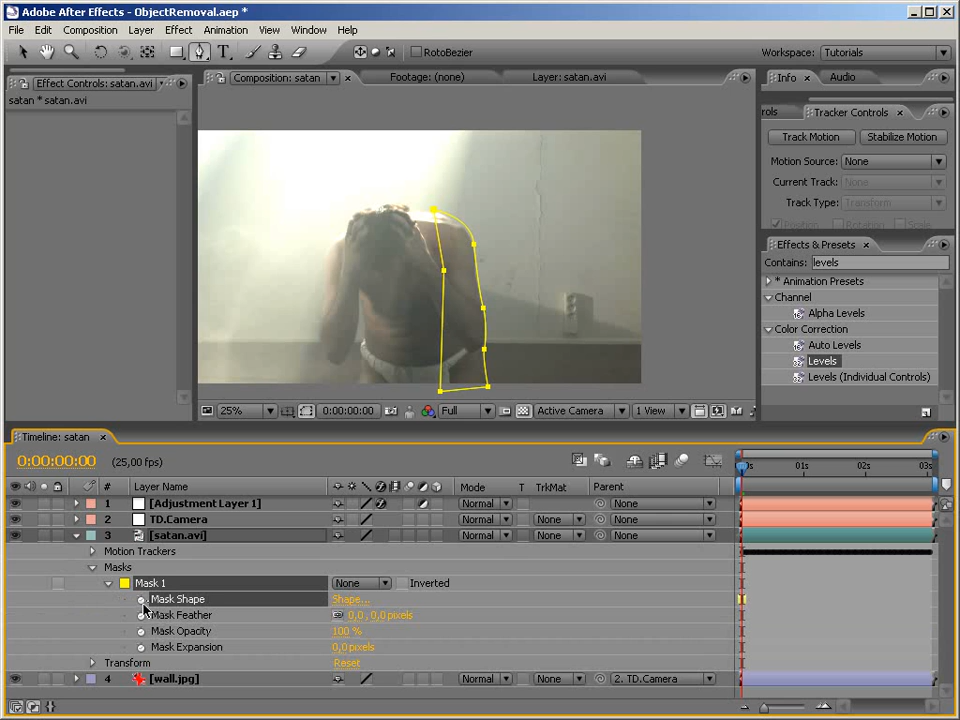 Adobe After Effects - ObjectRemoval.aep *
File Edit Composition Layer Effect Animation View Window Help
RotoBezier
Workspace: Tutorials
Effect Controls: satan.avi
Composition: satan
Footage: (none)
Layer: satan.avi
Info
Audio
satan * satan.avi
rols
Tracker Controls
Track Motion
Stabilize Motion
Motion Source: None
Current Track: None
Track Type: Transform
Position
Rotation
Scale
Effects & Presets
Contains: levels
* Animation Presets
Channel
Alpha Levels
Color Correction
Auto Levels
Levels
Levels (Individual Controls)
25%
0:00:00:00
Full
Active Camera
1 View
Timeline: satan
0:00:00:00 (25,00 fps)
0s 01s 02s 03s
# Layer Name Mode T TrkMat Parent
1 [Adjustment Layer 1] Normal None
2 TD.Camera Normal None None
3 [satan.avi] Normal None None
Motion Trackers
Masks
Mask 1 None Inverted
Mask Shape Shape...
Mask Feather 0,0 , 0,0 pixels
Mask Opacity 100 %
Mask Expansion 0,0 pixels
Transform Reset
4 [wall.jpg] Normal None 2. TD.Camera